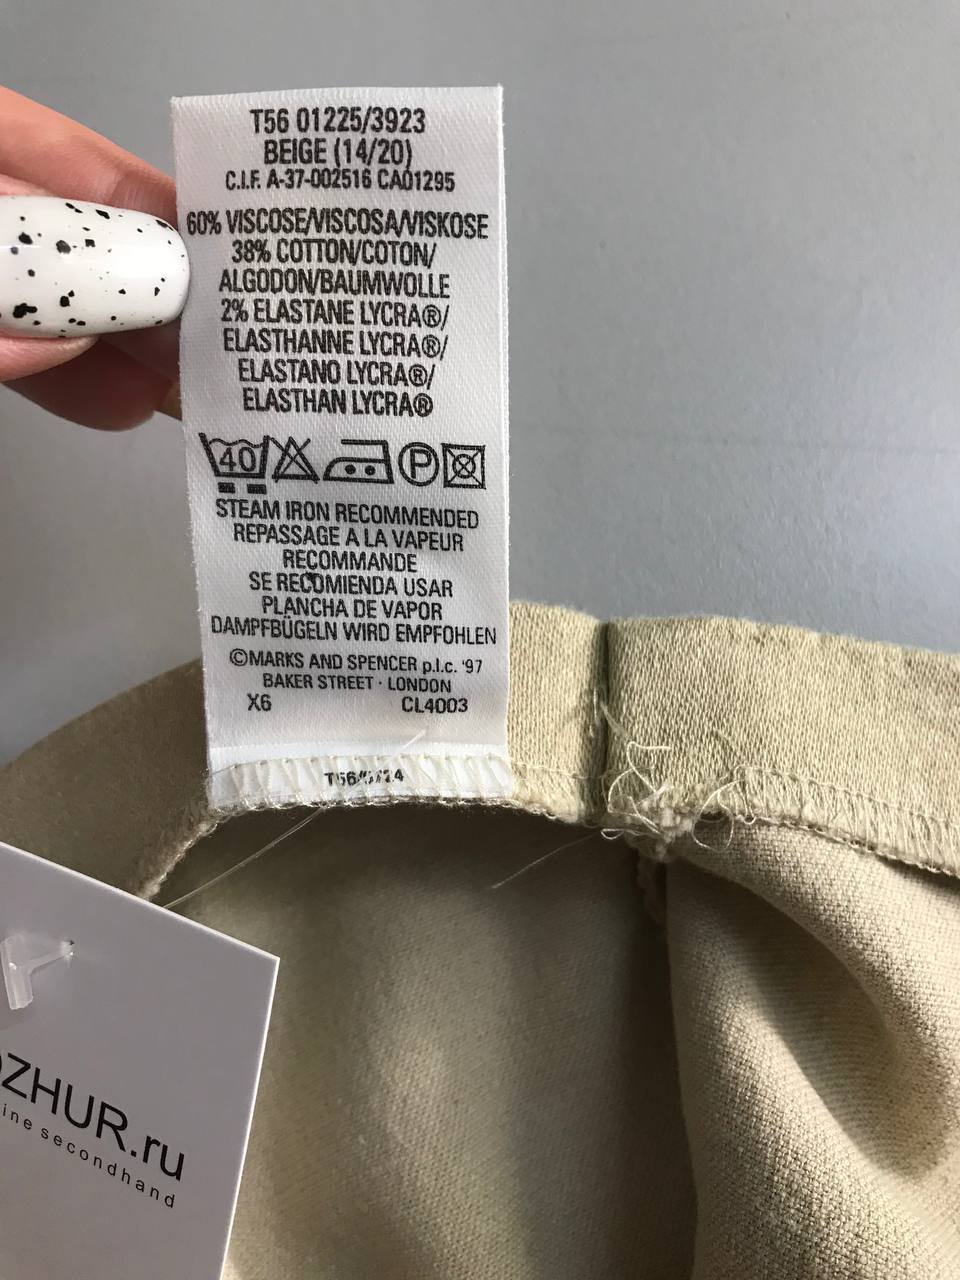 T56 01225/3923
BEIGE (14/20)
C.I.F. A-37-002516 CA01295
60% VISCOSE/VISCOSA/VISKOSE
38% COTTON/COTON/
ALGODON/BAUMWOLLE
2% ELASTANE LYCRA®/
ELASTHANNE LYCRA®/
ELASTANO LYCRA®/
ELASTHAN LYCRA®
40 P
STEAM IRON RECOMMENDED
REPASSAGE A LA VAPEUR
RECOMMANDE
SE RECOMIENDA USAR
PLANCHA DE VAPOR
DAMPFBÜGELN WIRD EMPFOHLEN
©MARKS AND SPENCER p.l.c. '97
BAKER STREET · LONDON
X6 CL4003
ZHUR.ru
ine secondhand